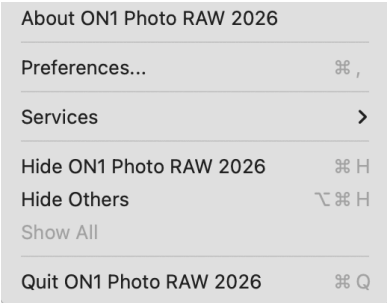 About ON1 Photo RAW 2026
Preferences... ⌘ ,
Services
Hide ON1 Photo RAW 2026 ⌘ H
Hide Others ⌥ ⌘ H
Show All
Quit ON1 Photo RAW 2026 ⌘ Q